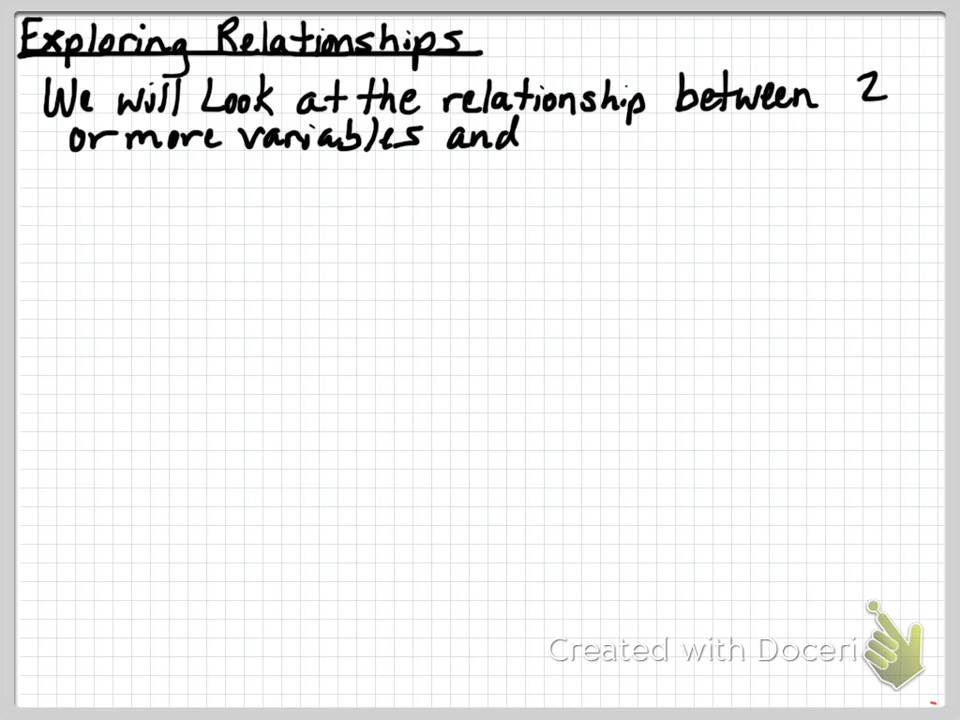 Exploring Relationships
We will Look at the relationship between 2
or more variables and
Created with Doceri